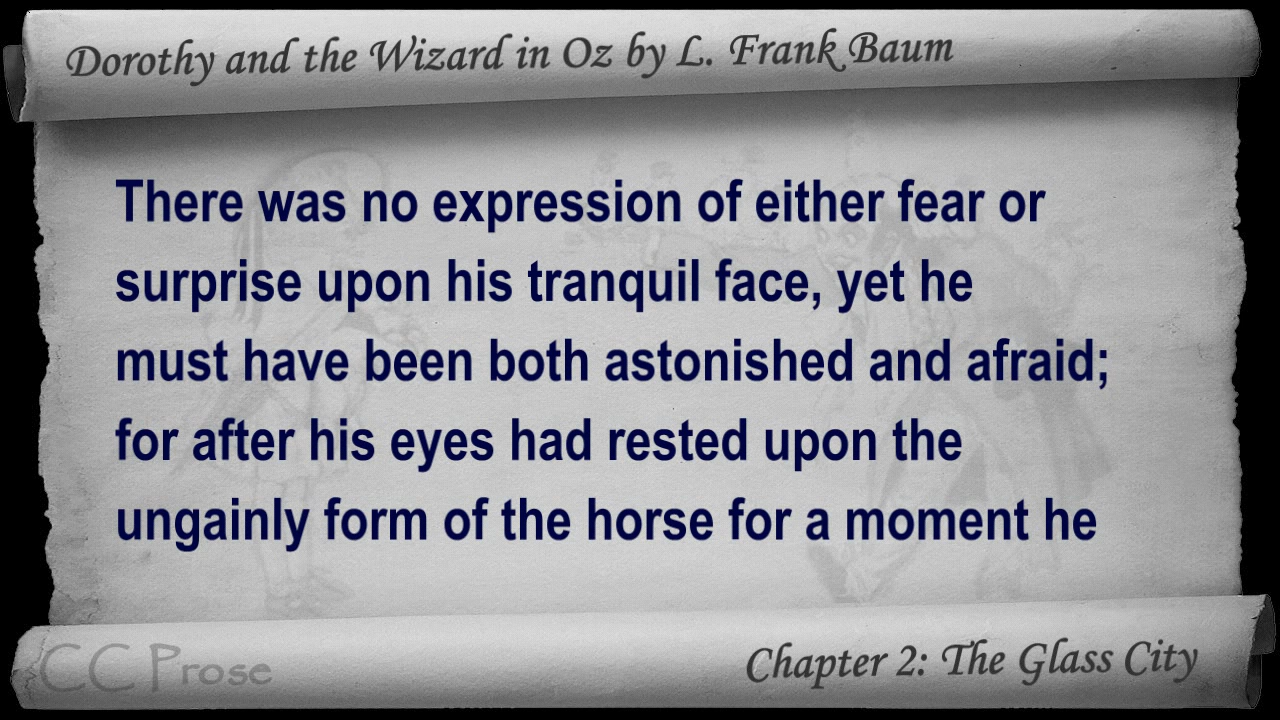 Dorothy and the Wizard in Oz by L. Frank Baum
There was no expression of either fear or
surprise upon his tranquil face, yet he
must have been both astonished and afraid;
for after his eyes had rested upon the
ungainly form of the horse for a moment he
CC Prose
Chapter 2: The Glass City